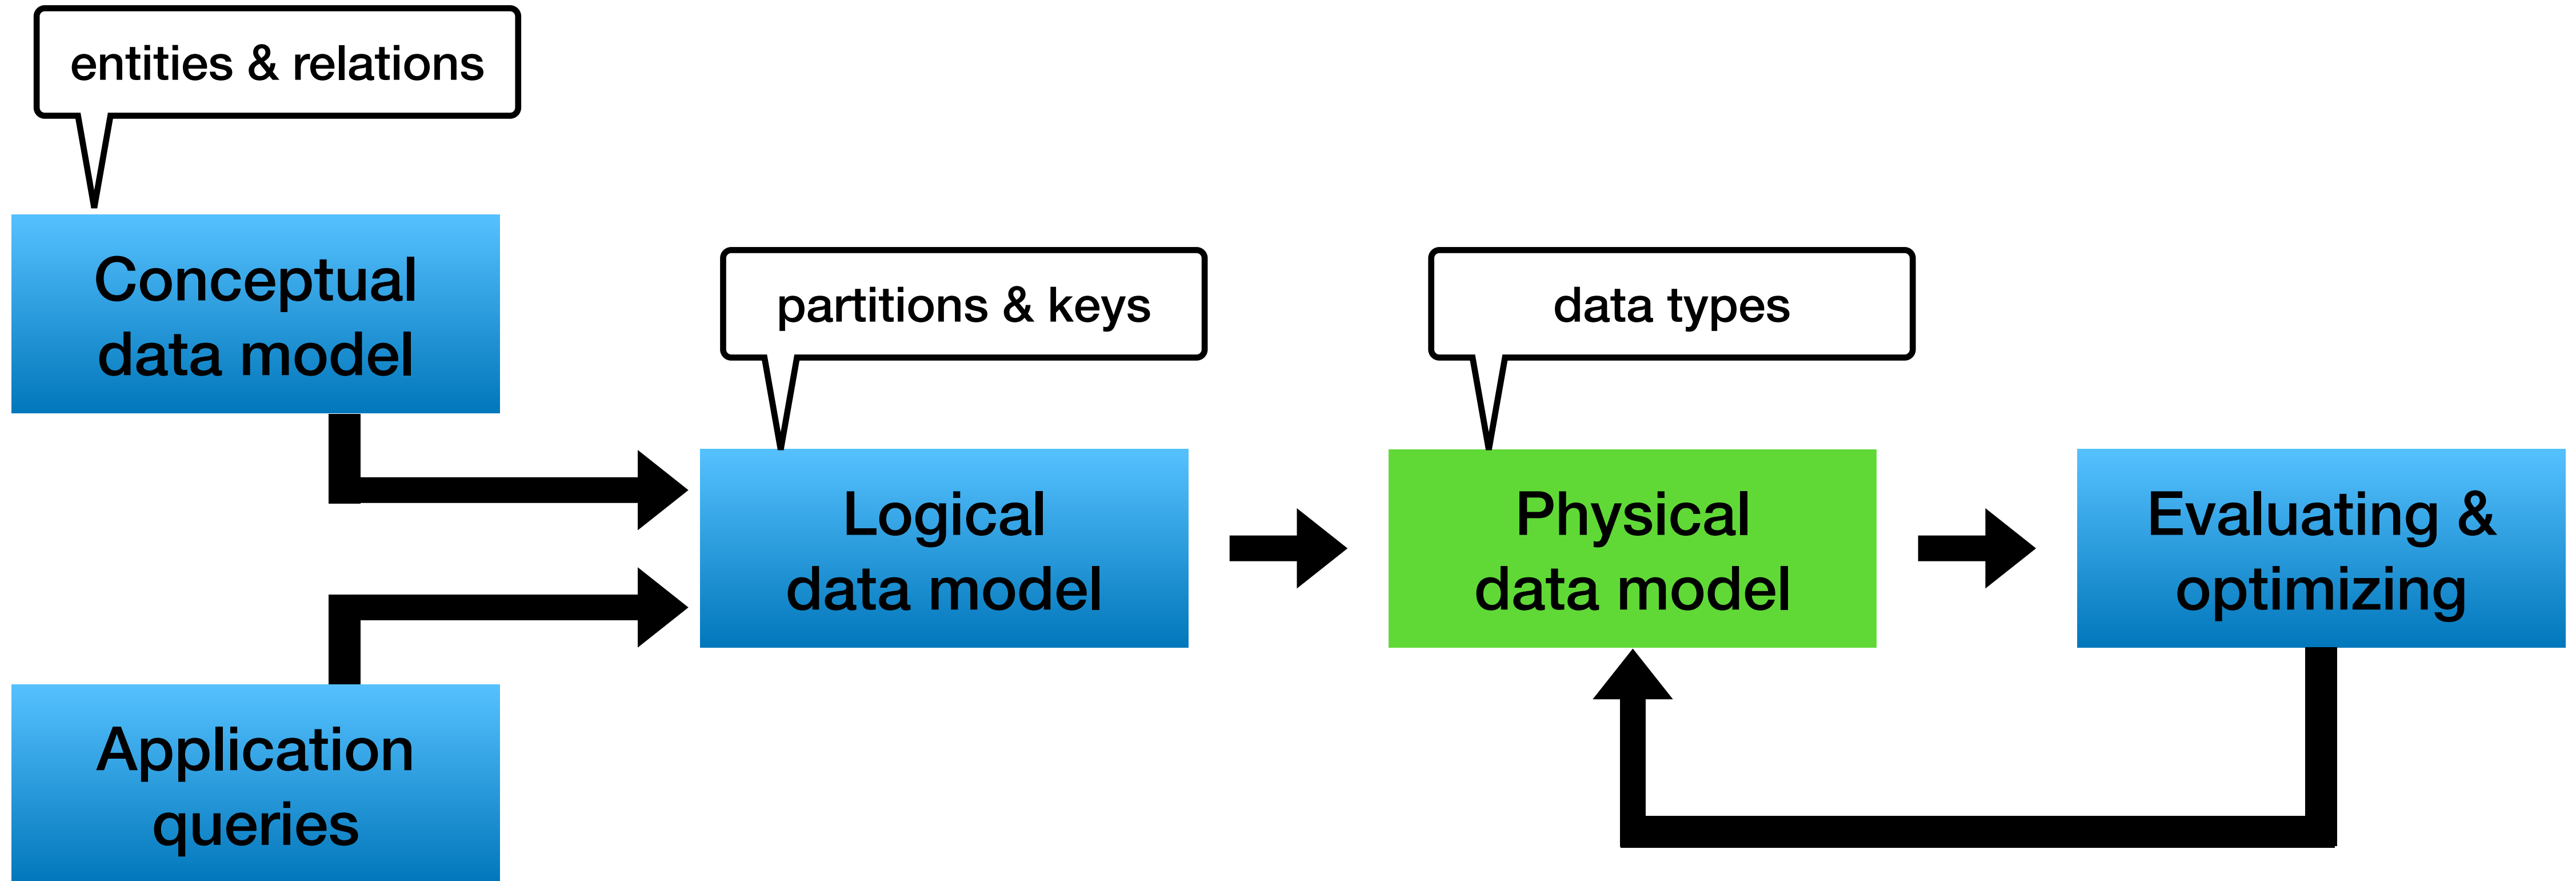 entities & relations
Conceptual
data model
partitions & keys
data types
Logical
data model
Physical
data model
Evaluating &
optimizing
Application
queries